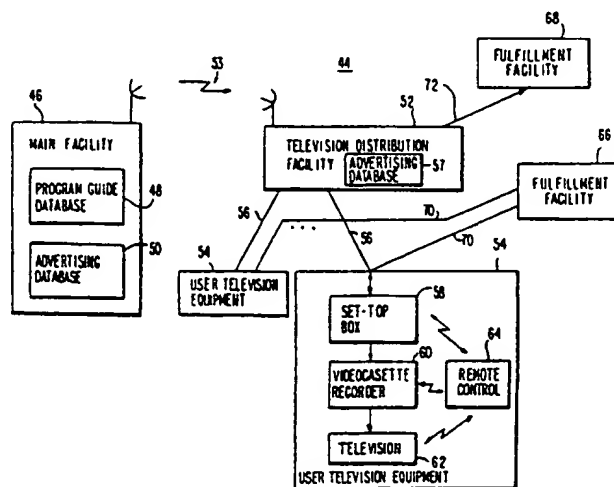 68
FULFILLMENT
FACILITY
53
44
46
72
52
66
MAIN FACILITY
TELEVISION DISTRIBUTION
FACILITY
ADVERTISING
DATABASE
57
FULFILLMENT
FACILITY
PROGRAM GUIDE
DATABASE
48
56
70
ADVERTISING
DATABASE
50
54
...
56
70
54
USER TELEVISION
EQUIPMENT
58
SET-TOP
BOX
60
64
VIDEOCASETTE
RECORDER
REMOTE
CONTROL
TELEVISION
62
USER TELEVISION EQUIPMENT